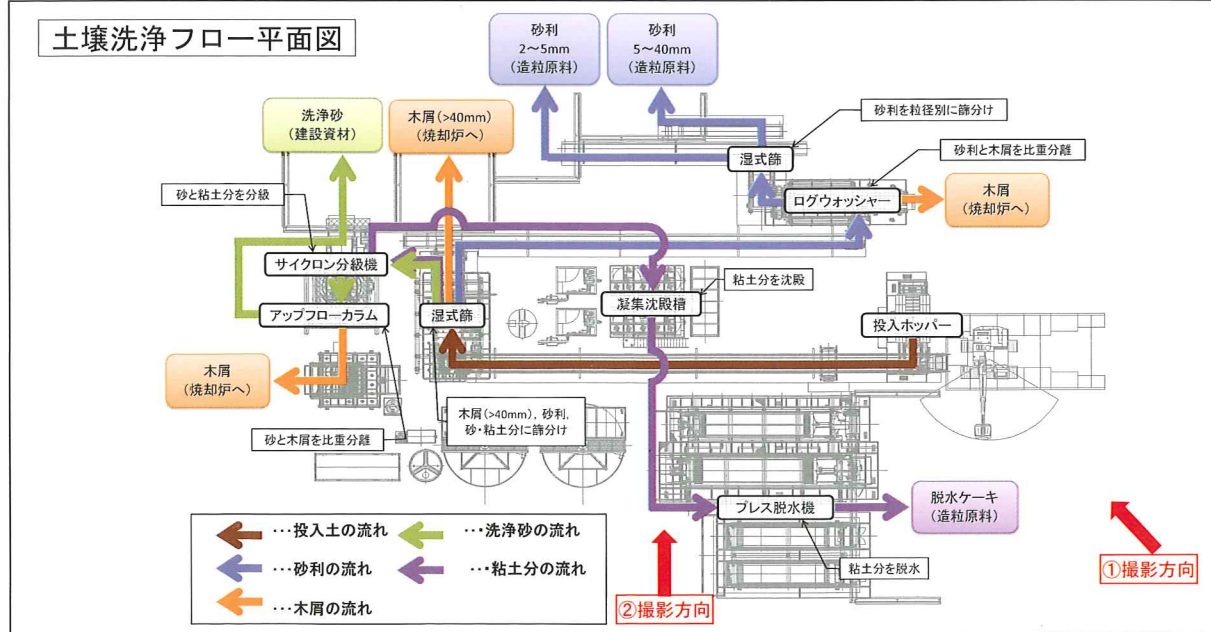 土壌洗浄フロー平面図
砂利
2～5mm
(造粒原料)
砂利
5～40mm
(造粒原料)
洗浄砂
(建設資材)
木屑(>40mm)
(焼却炉へ)
砂利を粒径別に篩分け
砂利と木屑を比重分離
湿式篩
ログウォッシャー
木屑
(焼却炉へ)
砂と粘土分を分級
サイクロン分級機
粘土分を沈殿
凝集沈殿槽
アップフローカラム
湿式篩
投入ホッパー
木屑
(焼却炉へ)
木屑(>40mm), 砂利,
砂・粘土分に篩分け
砂と木屑を比重分離
プレス脱水機
脱水ケーキ
(造粒原料)
粘土分を脱水
…投入土の流れ
…洗浄砂の流れ
…砂利の流れ
…粘土分の流れ
…木屑の流れ
①撮影方向
②撮影方向